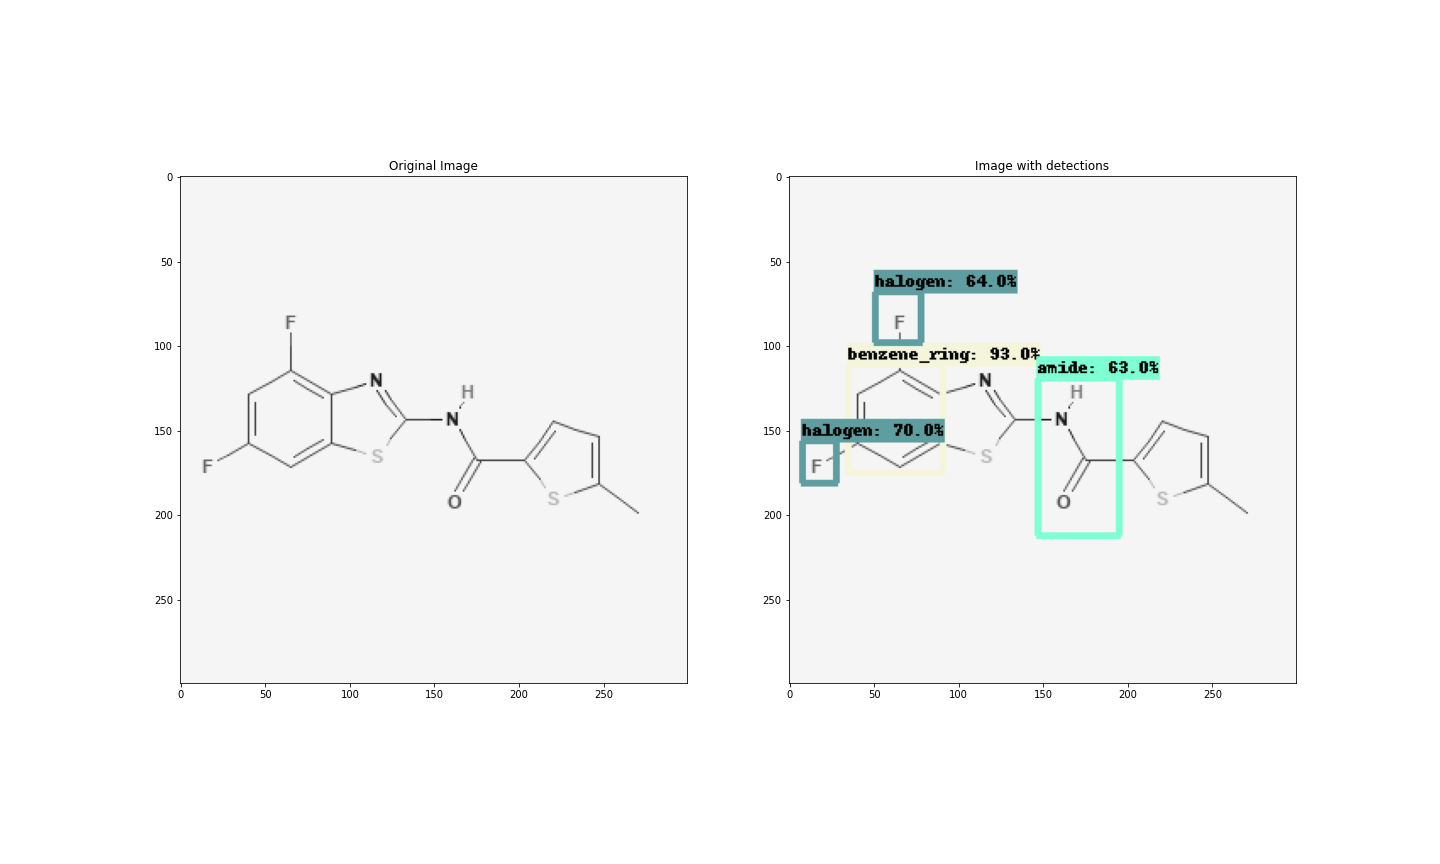 Original Image
0
50
100
150
200
250
0 50 100 150 200 250
F
N
H
N
S
F
O
S
Image with detections
0
50
100
150
200
250
0 50 100 150 200 250
halogen: 64.0%
F
benzene_ring: 93.0%
amide: 63.0%
N
H
N
halogen: 70.0%
S
F
O
S